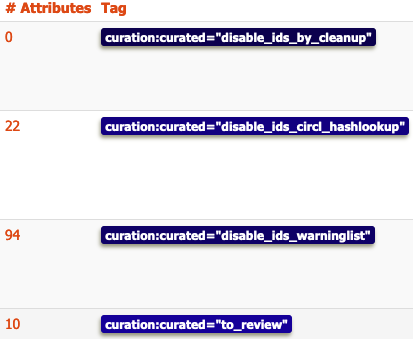 # Attributes Tag
0 curation:curated="disable_ids_by_cleanup"
22 curation:curated="disable_ids_circl_hashlookup"
94 curation:curated="disable_ids_warninglist"
10 curation:curated="to_review"